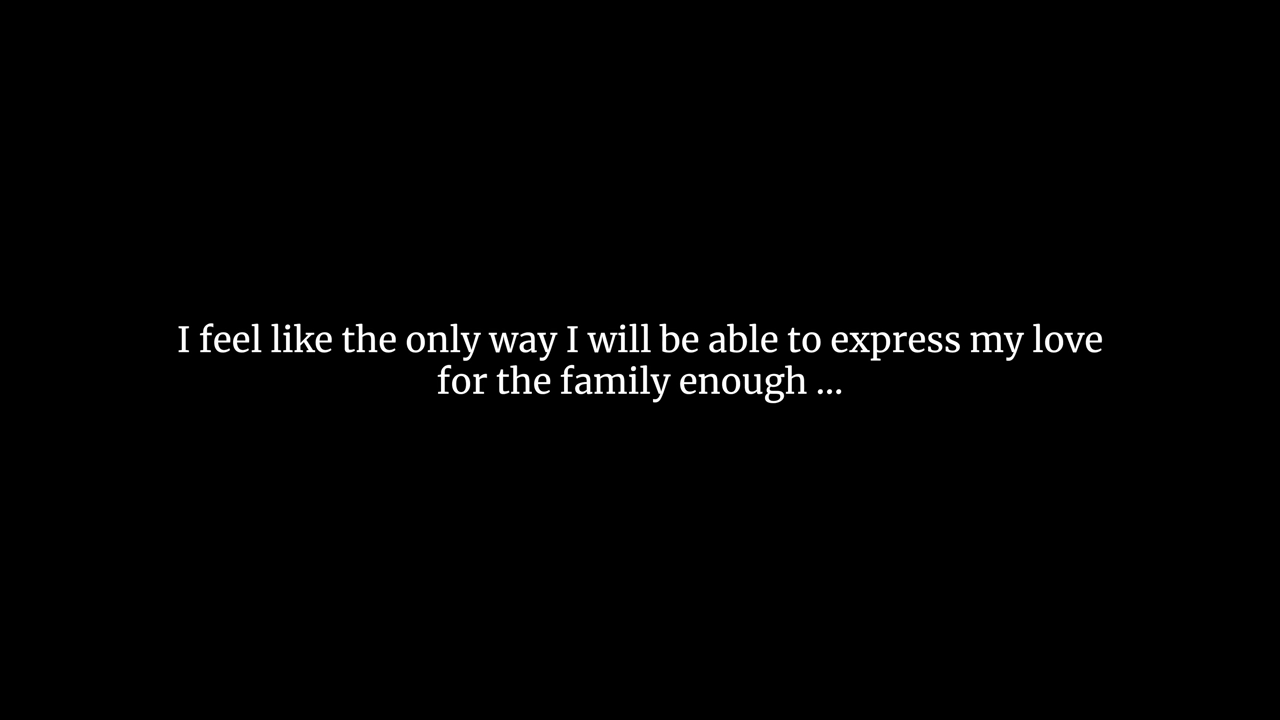 I feel like the only way I will be able to express my love
for the family enough ...